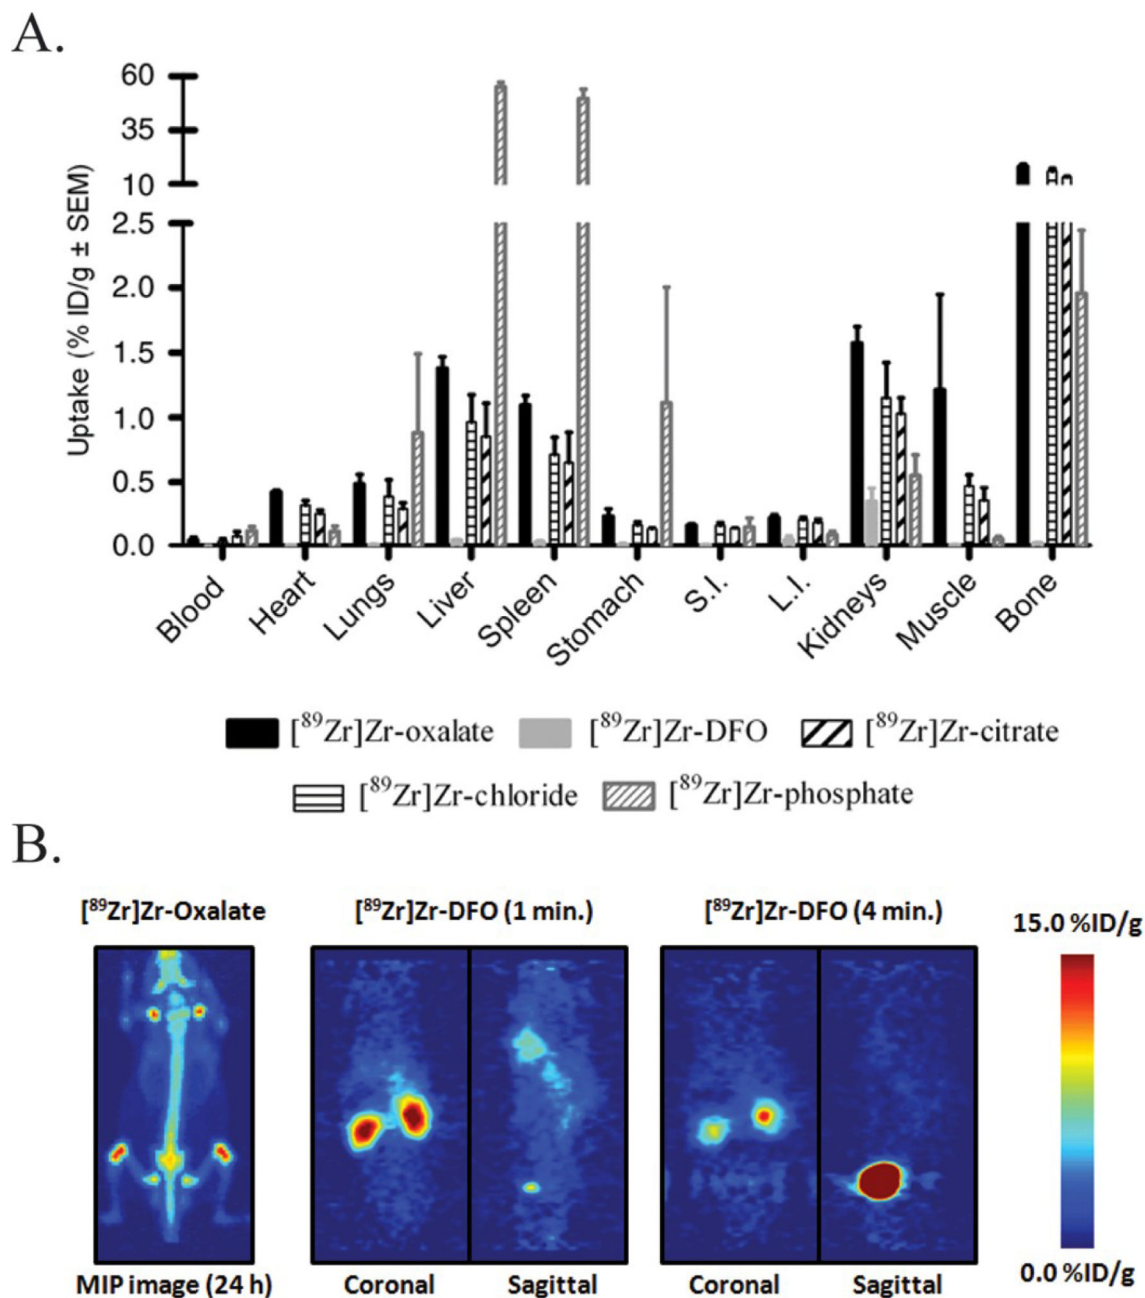 A.
Uptake (% ID/g ± SEM)
60
35
10
2.5
2.0
1.5
1.0
0.5
0.0
Blood
Heart
Lungs
Liver
Spleen
Stomach
S.I.
L.I.
Kidneys
Muscle
Bone
[⁸⁹Zr]Zr-oxalate [⁸⁹Zr]Zr-DFO [⁸⁹Zr]Zr-citrate
[⁸⁹Zr]Zr-chloride [⁸⁹Zr]Zr-phosphate
B.
[⁸⁹Zr]Zr-Oxalate [⁸⁹Zr]Zr-DFO (1 min.) [⁸⁹Zr]Zr-DFO (4 min.)
15.0 %ID/g
0.0 %ID/g
MIP image (24 h) Coronal Sagittal Coronal Sagittal